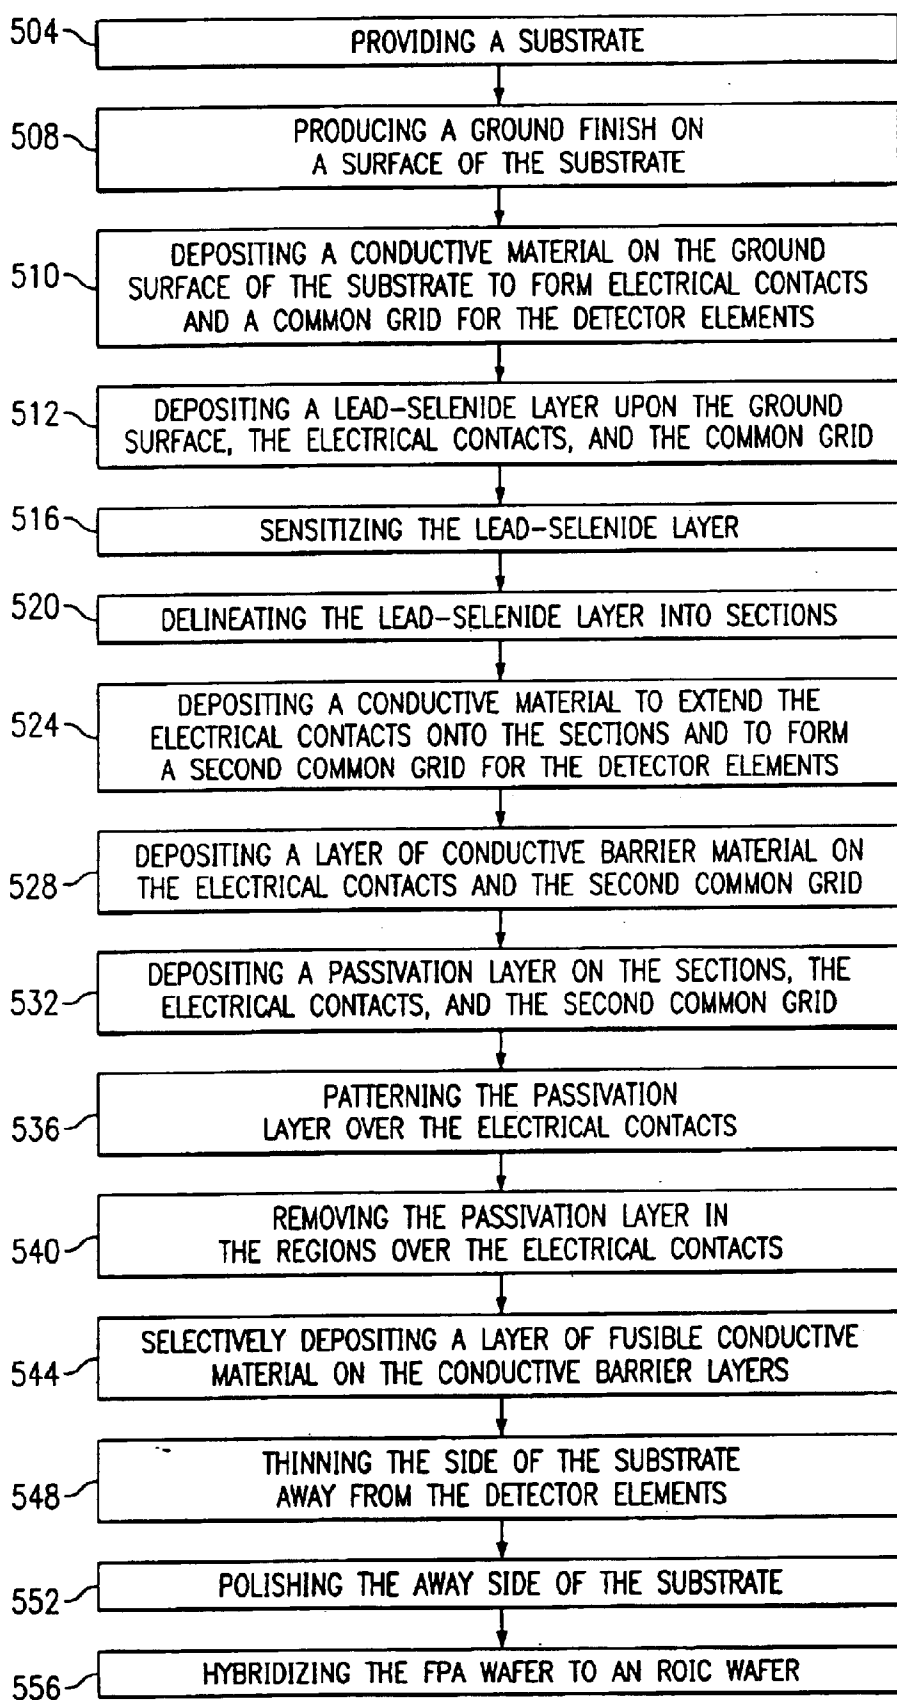 504
PROVIDING A SUBSTRATE
508
PRODUCING A GROUND FINISH ON
A SURFACE OF THE SUBSTRATE
510
DEPOSITING A CONDUCTIVE MATERIAL ON THE GROUND
SURFACE OF THE SUBSTRATE TO FORM ELECTRICAL CONTACTS
AND A COMMON GRID FOR THE DETECTOR ELEMENTS
512
DEPOSITING A LEAD-SELENIDE LAYER UPON THE GROUND
SURFACE, THE ELECTRICAL CONTACTS, AND THE COMMON GRID
516
SENSITIZING THE LEAD-SELENIDE LAYER
520
DELINEATING THE LEAD-SELENIDE LAYER INTO SECTIONS
524
DEPOSITING A CONDUCTIVE MATERIAL TO EXTEND THE
ELECTRICAL CONTACTS ONTO THE SECTIONS AND TO FORM
A SECOND COMMON GRID FOR THE DETECTOR ELEMENTS
528
DEPOSITING A LAYER OF CONDUCTIVE BARRIER MATERIAL ON
THE ELECTRICAL CONTACTS AND THE SECOND COMMON GRID
532
DEPOSITING A PASSIVATION LAYER ON THE SECTIONS, THE
ELECTRICAL CONTACTS, AND THE SECOND COMMON GRID
536
PATTERNING THE PASSIVATION
LAYER OVER THE ELECTRICAL CONTACTS
540
REMOVING THE PASSIVATION LAYER IN
THE REGIONS OVER THE ELECTRICAL CONTACTS
544
SELECTIVELY DEPOSITING A LAYER OF FUSIBLE CONDUCTIVE
MATERIAL ON THE CONDUCTIVE BARRIER LAYERS
548
THINNING THE SIDE OF THE SUBSTRATE
AWAY FROM THE DETECTOR ELEMENTS
552
POLISHING THE AWAY SIDE OF THE SUBSTRATE
556
HYBRIDIZING THE FPA WAFER TO AN ROIC WAFER